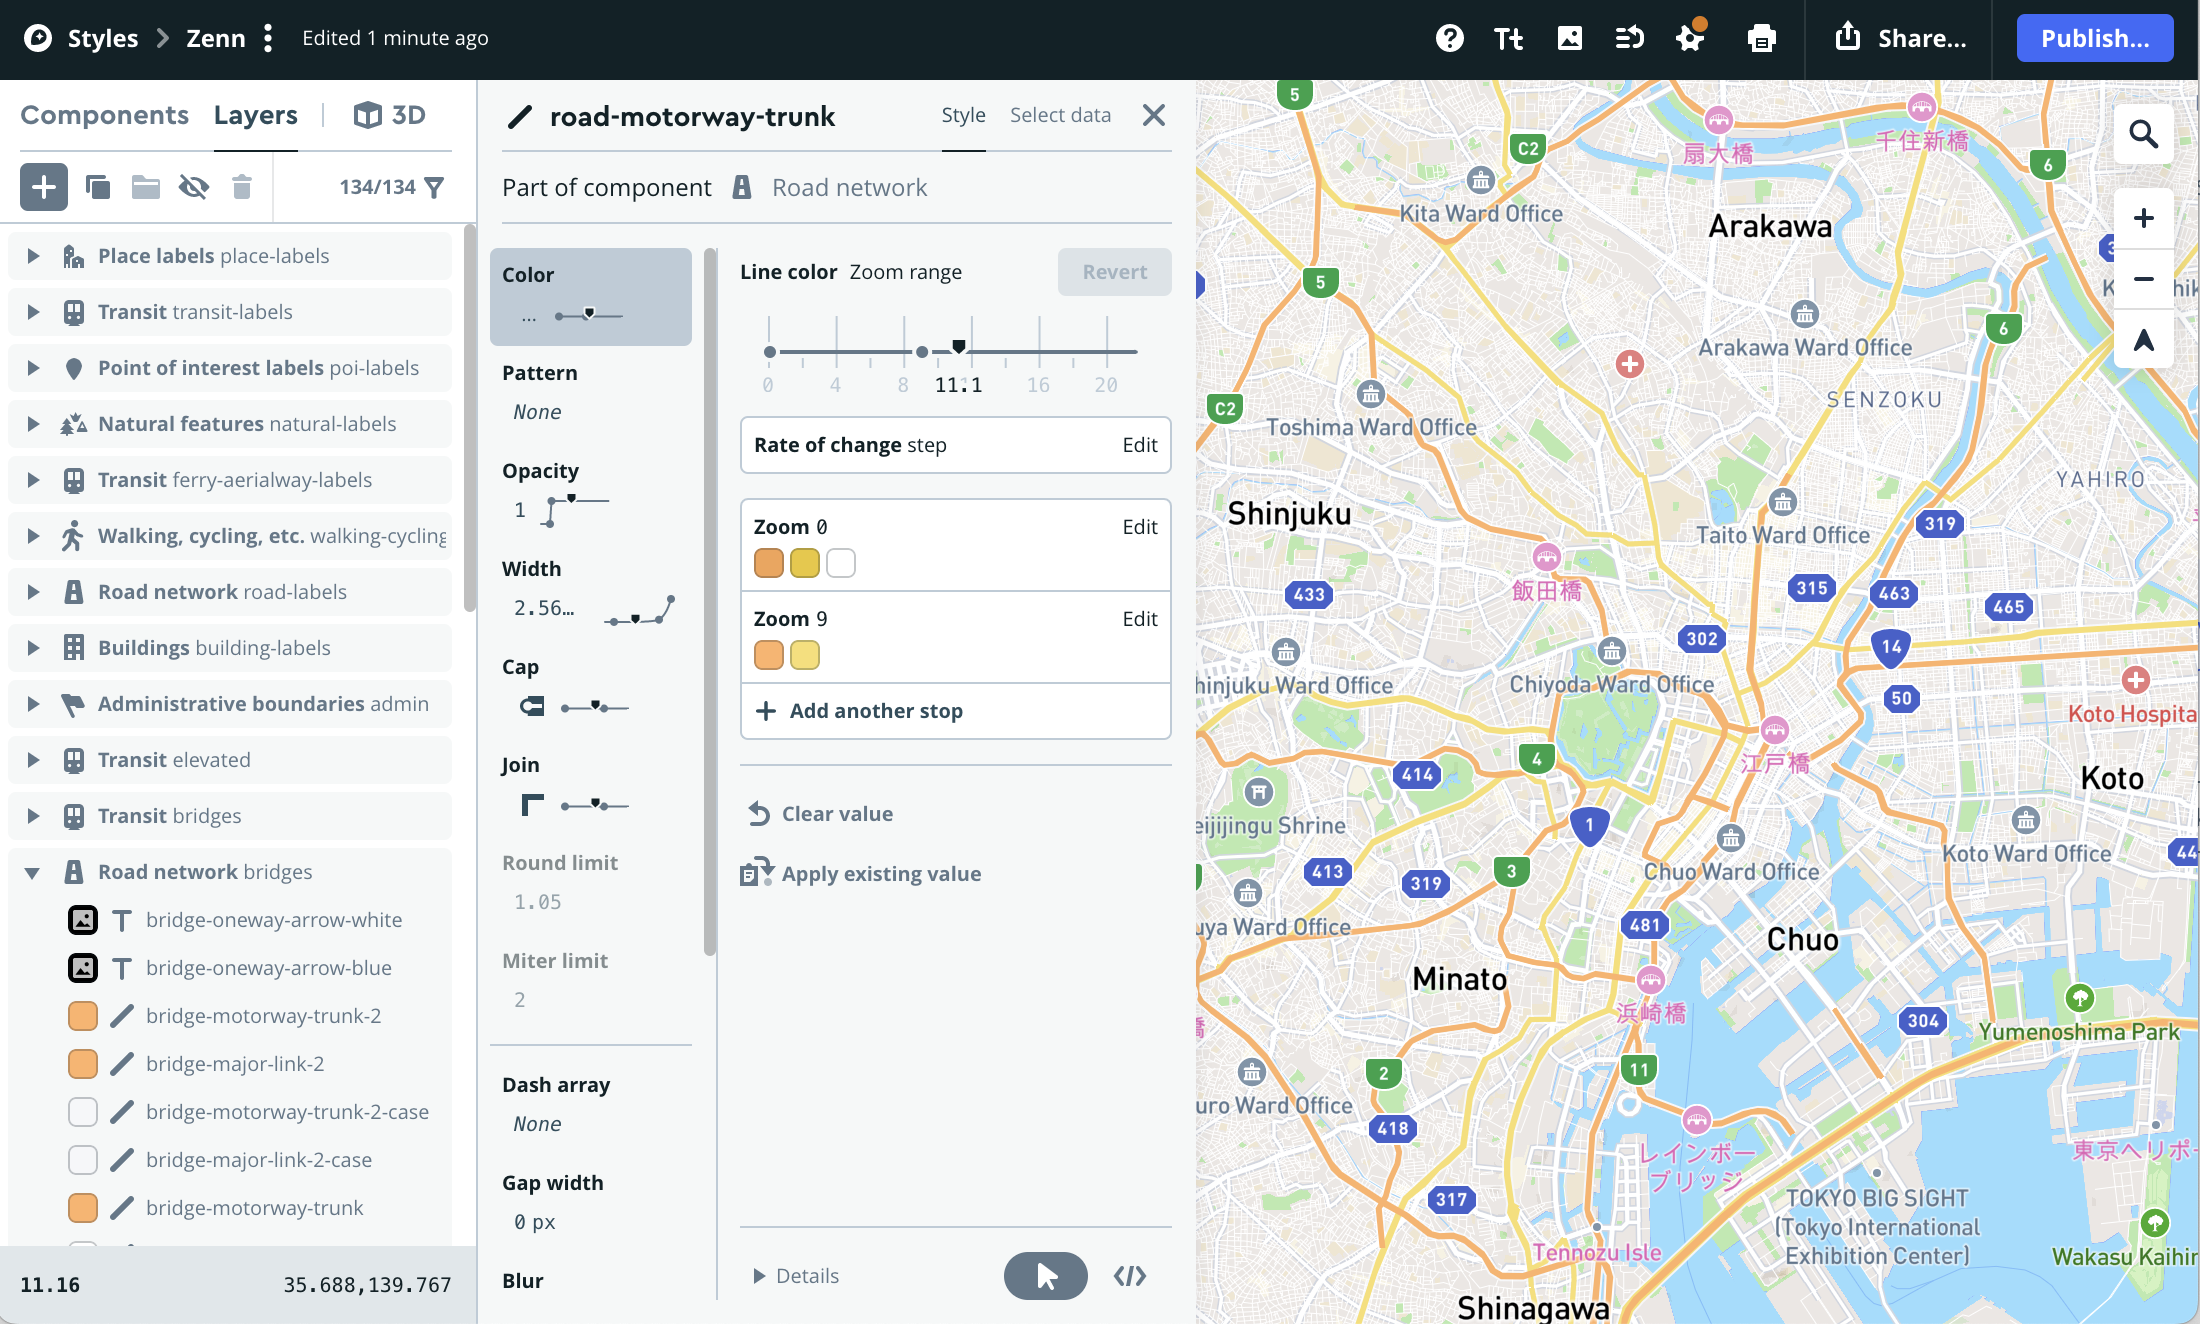 Styles
Zenn
Edited 1 minute ago
Share...
Publish...
Components
Layers
3D
134/134
Place labels place-labels
Transit transit-labels
Point of interest labels poi-labels
Natural features natural-labels
Transit ferry-aerialway-labels
Walking, cycling, etc. walking-cycling
Road network road-labels
Buildings building-labels
Administrative boundaries admin
Transit elevated
Transit bridges
Road network bridges
bridge-oneway-arrow-white
bridge-oneway-arrow-blue
bridge-motorway-trunk-2
bridge-major-link-2
bridge-motorway-trunk-2-case
bridge-major-link-2-case
bridge-motorway-trunk
11.16
35.688,139.767
road-motorway-trunk
Style
Select data
Part of component
Road network
Color
...
Pattern
None
Opacity
1
Width
2.56…
Cap
Join
Round limit
1.05
Miter limit
2
Dash array
None
Gap width
0 px
Blur
Line color Zoom range
Revert
0 4 8 11.1 16 20
Rate of change step
Edit
Zoom 0
Edit
Zoom 9
Edit
Add another stop
Clear value
Apply existing value
Details
5
C2
扇大橋
千住新橋
6
Kita Ward Office
Arakawa
5
6
Arakawa Ward Office
C2
Toshima Ward Office
SENZOKU
YAHIRO
Shinjuku
Taito Ward Office
319
飯田橋
433
315
463
465
302
14
hinjuku Ward Office
Chiyoda Ward Office
50
Koto Hospita
江戸橋
4
414
Koto
eijijingu Shrine
1
Koto Ward Office
44
413
319
3
Chuo Ward Office
uya Ward Office
481
Chuo
Minato
浜崎橋
304
Yumenoshima Park
2
11
uro Ward Office
418
レインボー
ブリッジ
東京ヘリポ
317
TOKYO BIG SIGHT
(Tokyo International
Exhibition Center)
Tennozu Isle
Wakasu Kaihin
Shinagawa